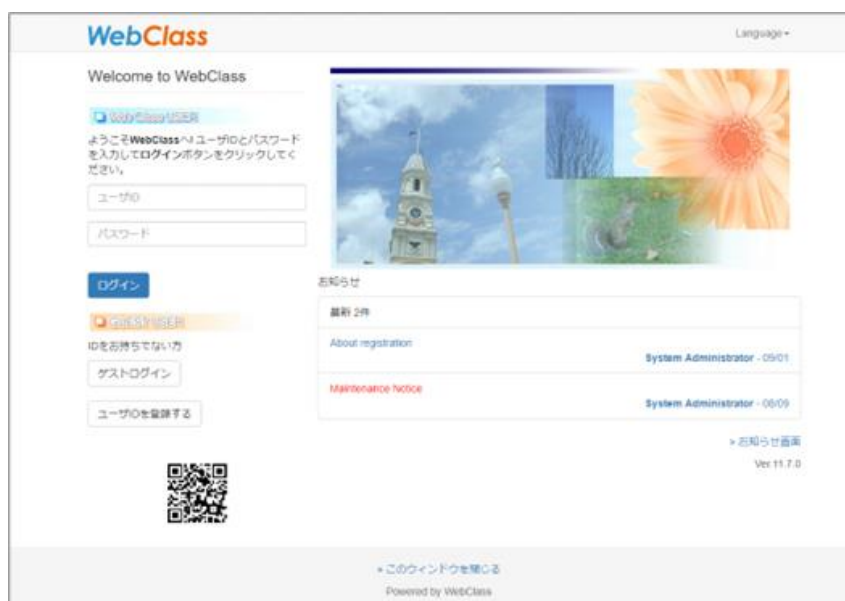 WebClass
Language
Welcome to WebClass
Web Class USER
ようこそWebClassへ! ユーザIDとパスワード
を入力してログインボタンをクリックしてく
ださい。
ユーザID
パスワード
ログイン
IDをお持ちでない方
ゲストログイン
ユーザIDを登録する
お知らせ
最新 2件
About registration
System Administrator - 09/01
Maintenance Notice
System Administrator - 08/09
» お知らせ画面
Ver.11.7.0
» このウィンドウを閉じる
Powered by WebClass